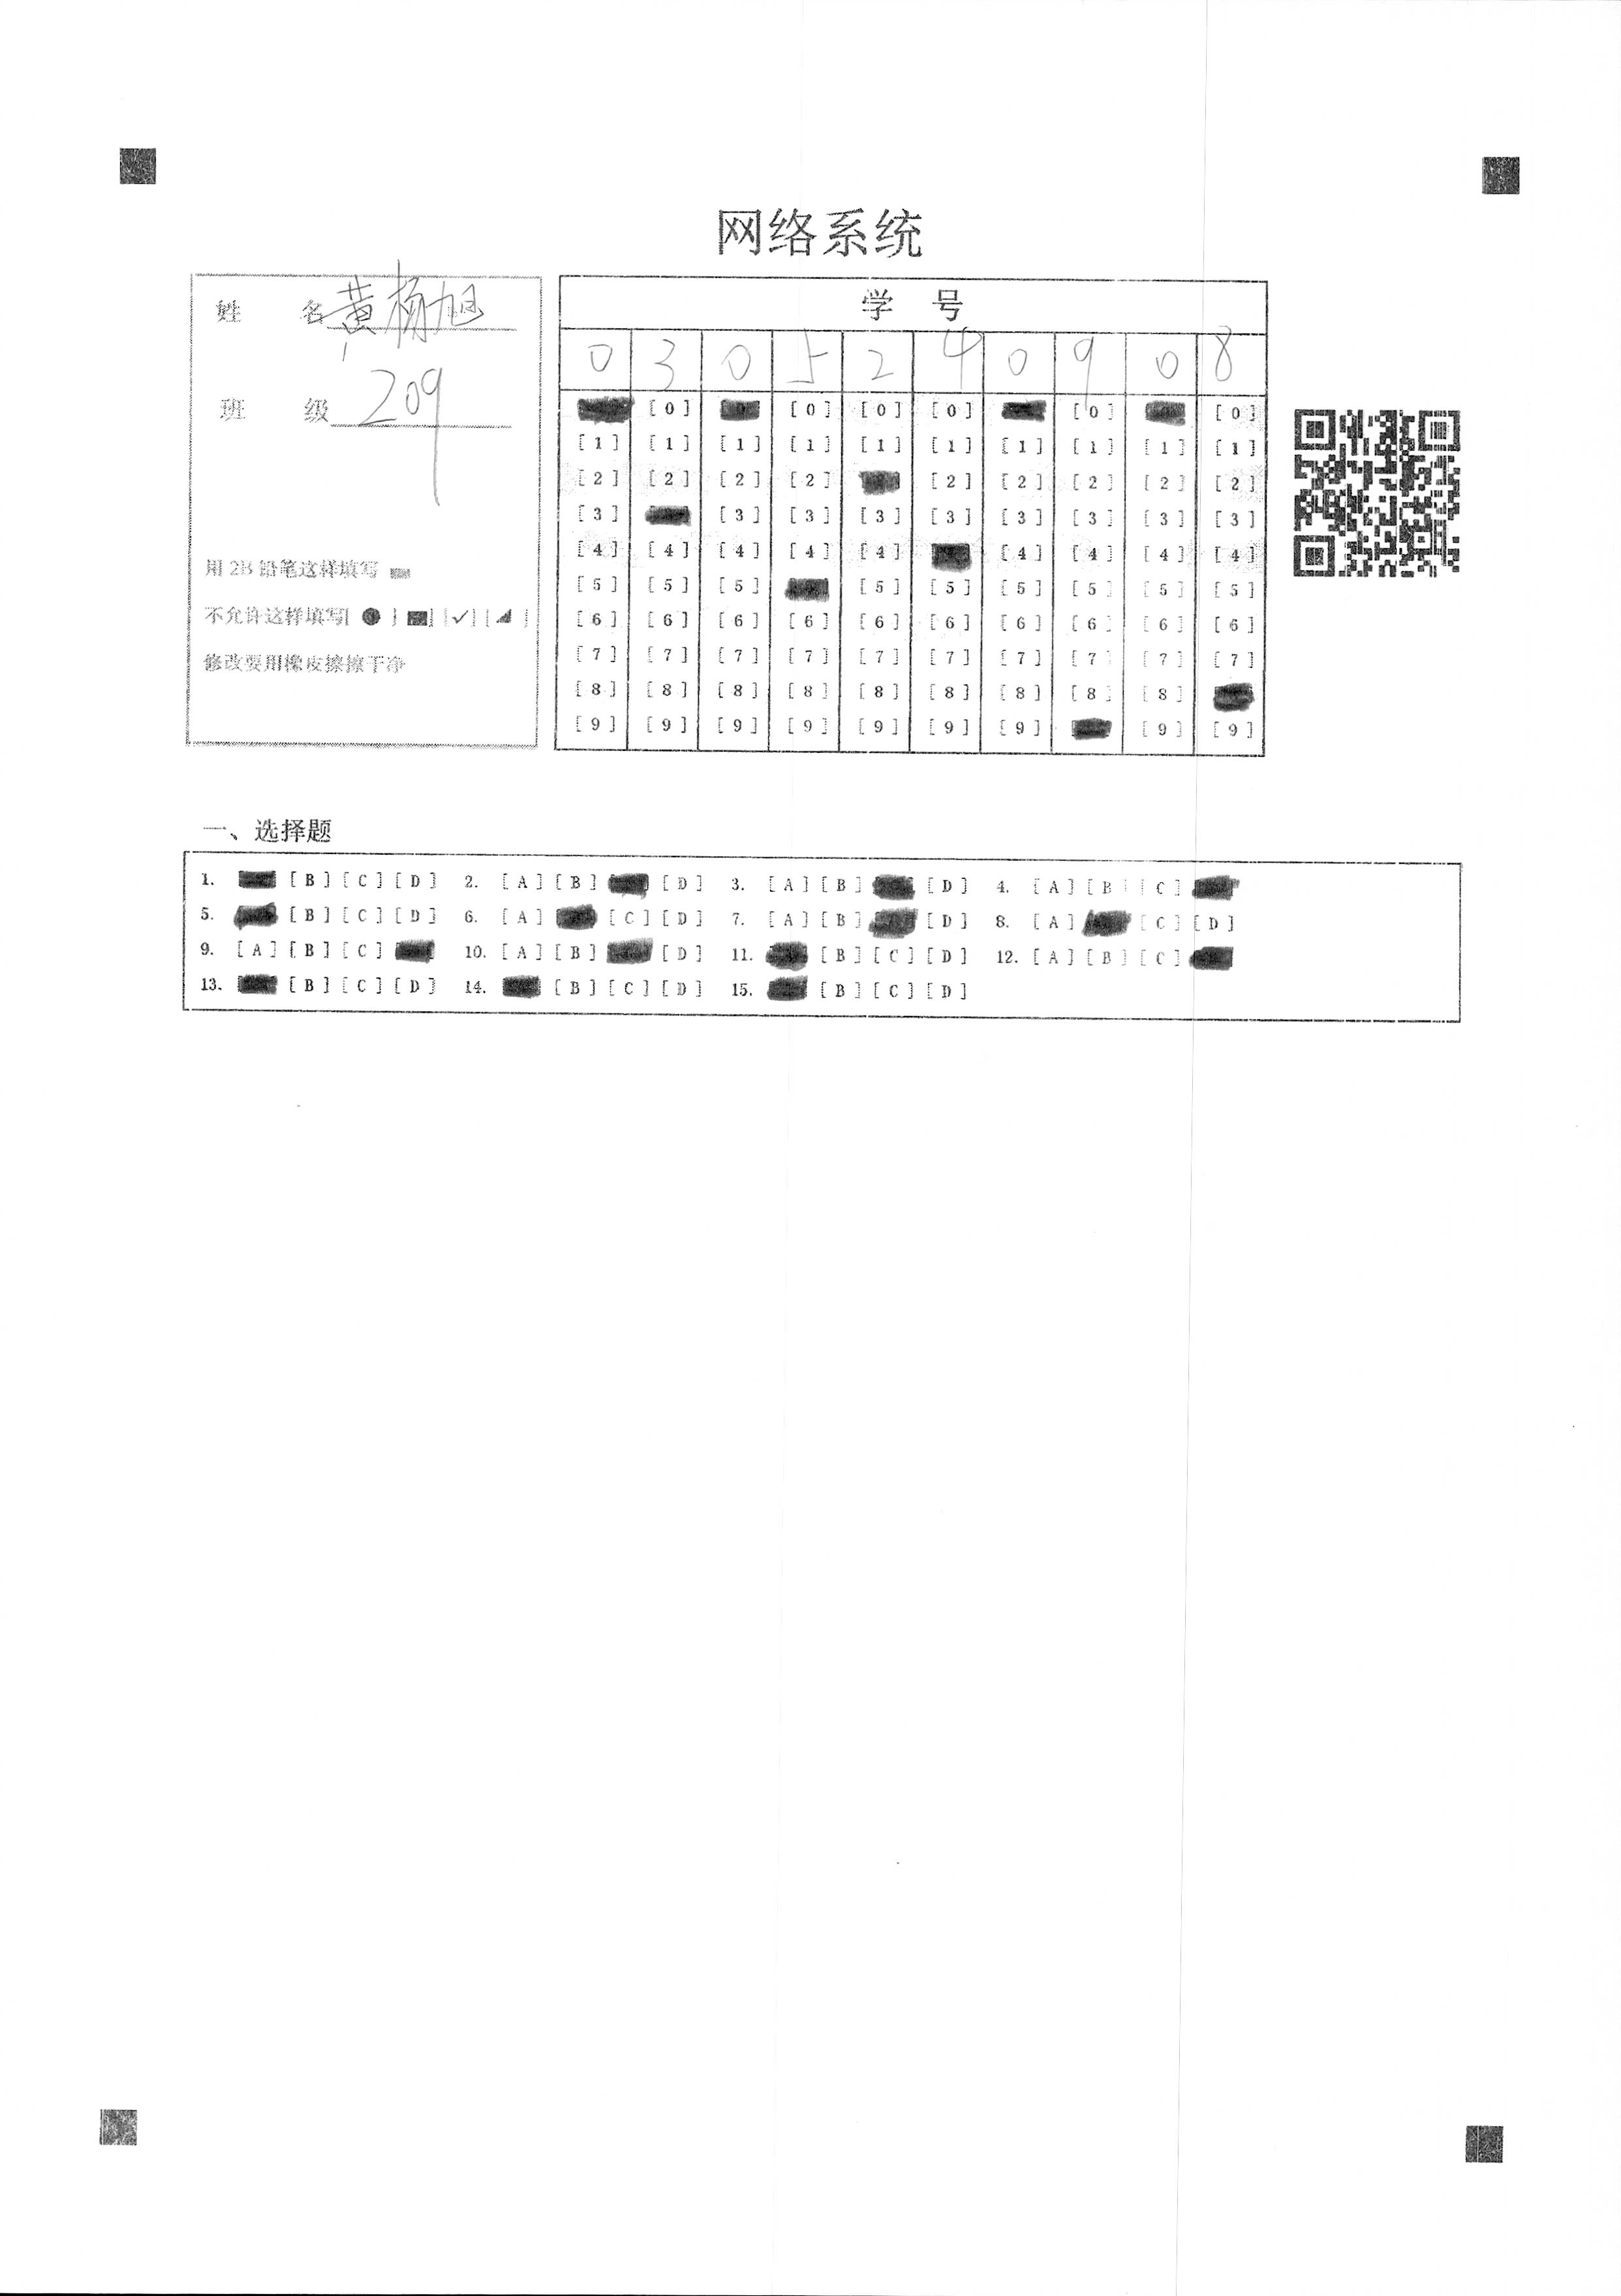 网络系统
姓 名 黄杨旭
班 级 209
用 2B 铅笔这样填写
不允许这样填写[ ● ] [■] [✓] [◢]
修改要用橡皮擦擦干净
学 号
0 3 0 5 2 4 0 9 0 8
[0] [0] [0] [0] [0] [0]
[1] [1] [1] [1] [1] [1] [1] [1] [1] [1]
[2] [2] [2] [2] [2] [2] [2] [2] [2]
[3] [3] [3] [3] [3] [3] [3] [3] [3]
[4] [4] [4] [4] [4] [4] [4] [4] [4]
[5] [5] [5] [5] [5] [5] [5] [5] [5]
[6] [6] [6] [6] [6] [6] [6] [6] [6] [6]
[7] [7] [7] [7] [7] [7] [7] [7] [7] [7]
[8] [8] [8] [8] [8] [8] [8] [8] [8]
[9] [9] [9] [9] [9] [9] [9] [9] [9]
一、选择题
1. [B] [C] [D] 2. [A] [B] [D] 3. [A] [B] [D] 4. [A] [B] [C]
5. [B] [C] [D] 6. [A] [C] [D] 7. [A] [B] [D] 8. [A] [C] [D]
9. [A] [B] [C] 10. [A] [B] [D] 11. [B] [C] [D] 12. [A] [B] [C]
13. [B] [C] [D] 14. [B] [C] [D] 15. [B] [C] [D]